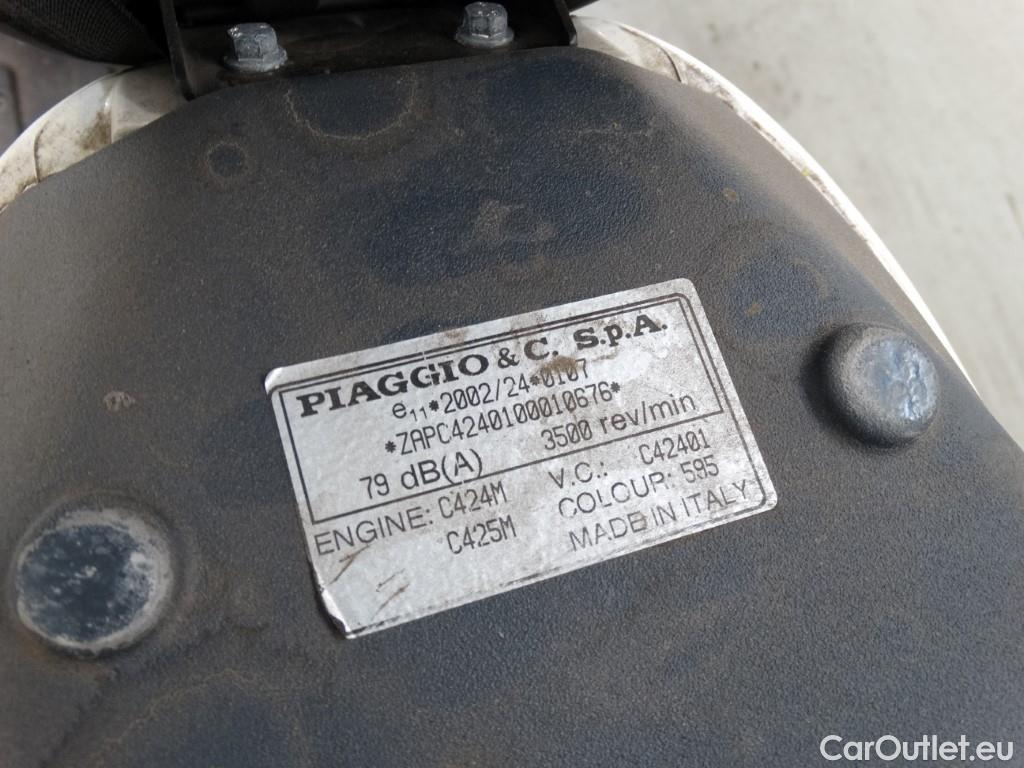 PIAGGIO & C. S.p.A.
e11*2002/24*0107
*ZAPC4240100010676*
79 dB(A) 3500 rev/min
ENGINE: C424M V.C.: C42401
C425M COLOUR: 595
MADE IN ITALY
CarOutlet.eu